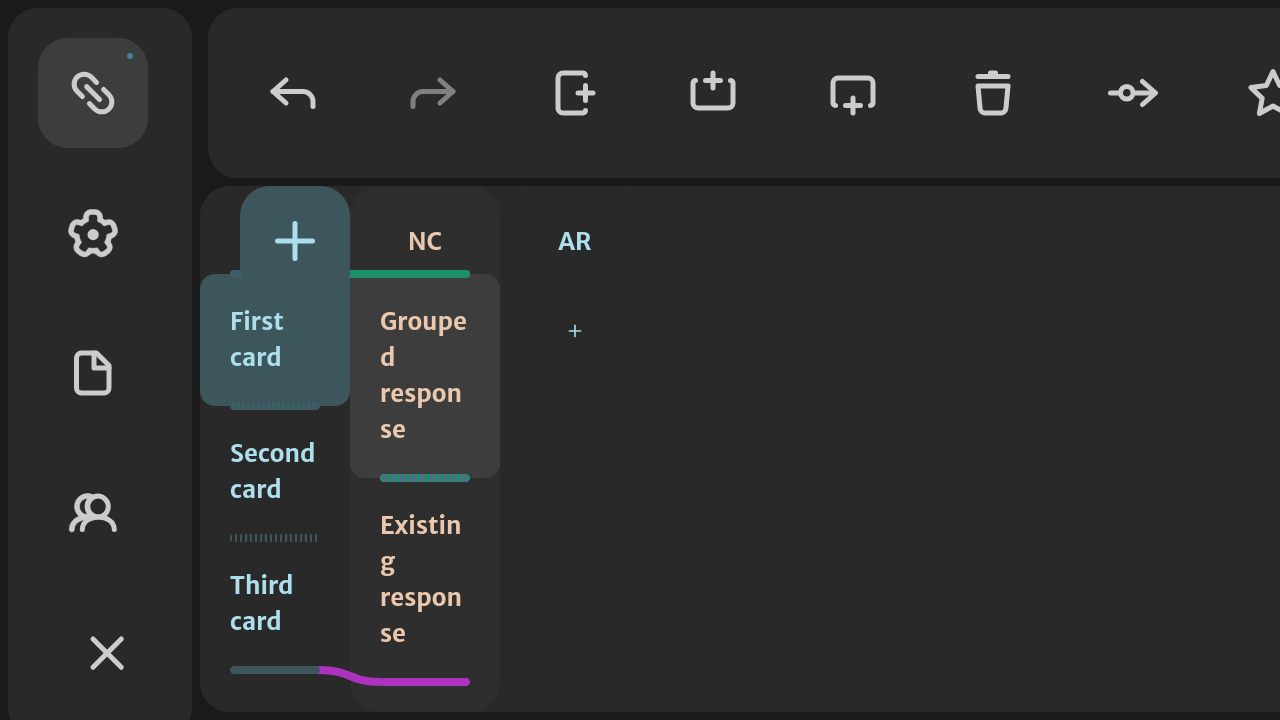 NC
AR
First
card
Second
card
Third
card
Groupe
d
respon
se
Existin
g
respon
se